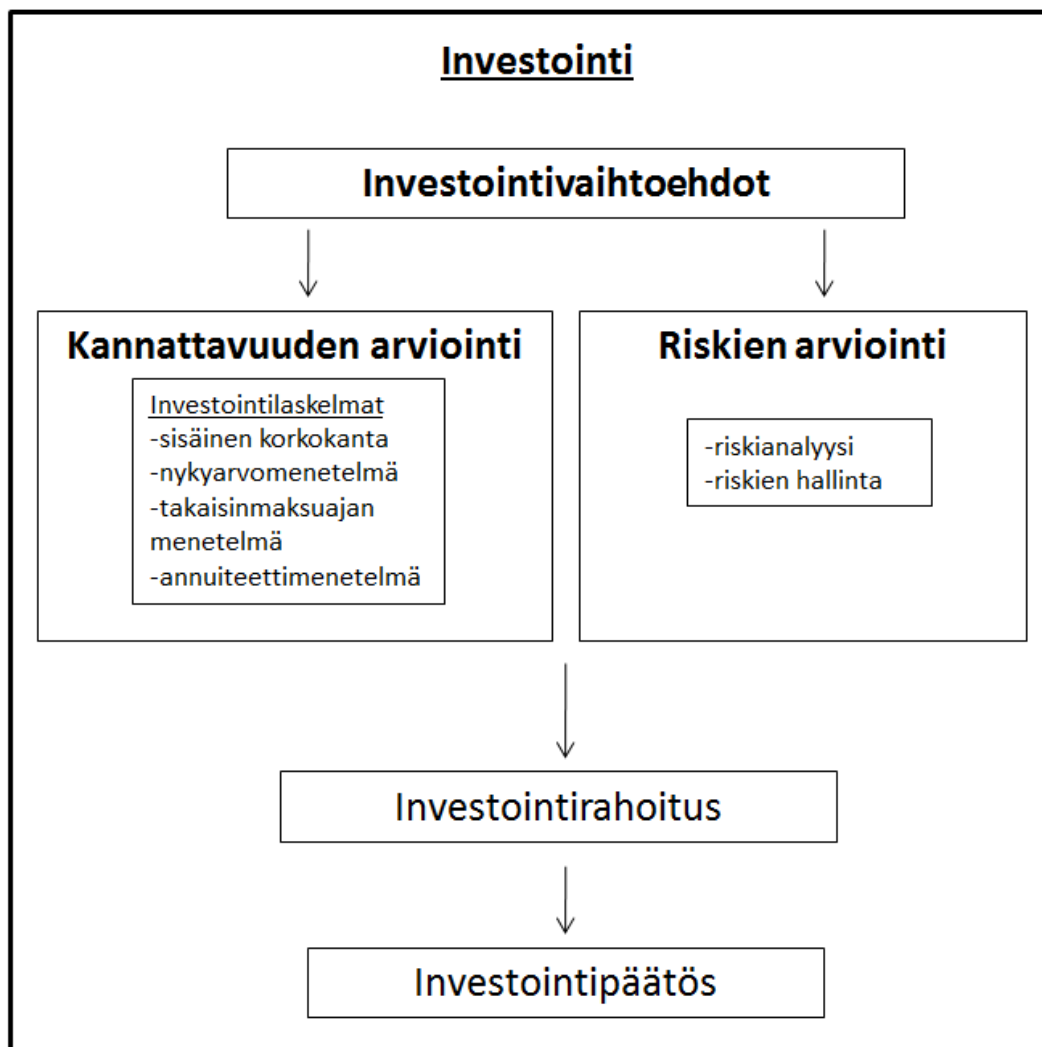 Investointi
Investointivaihtoehdot
Kannattavuuden arviointi
Investointilaskelmat
-sisäinen korkokanta
-nykyarvomenetelmä
-takaisinmaksuajan
menetelmä
-annuiteettimenetelmä
Riskien arviointi
-riskianalyysi
-riskien hallinta
Investointirahoitus
Investointipäätös